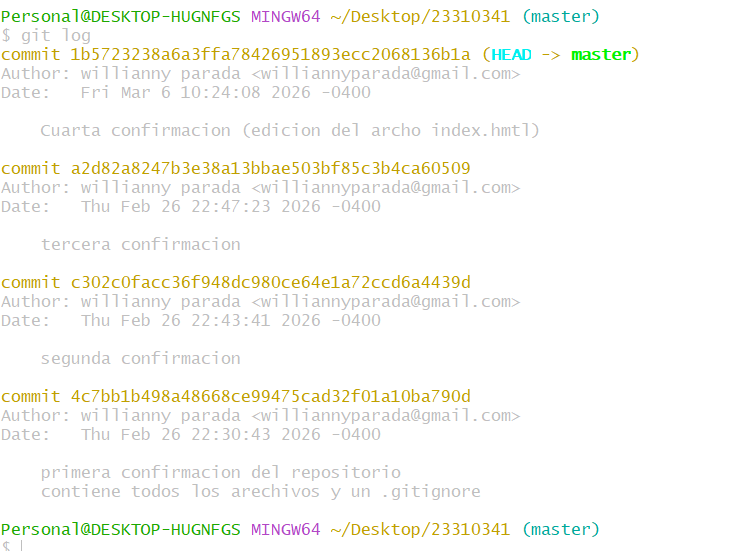 Personal@DESKTOP-HUGNFGS MINGW64 ~/Desktop/23310341 (master)
$ git log
commit 1b5723238a6a3ffa78426951893ecc2068136b1a (HEAD -> master)
Author: willianny parada <williannyparada@gmail.com>
Date:   Fri Mar 6 10:24:08 2026 -0400

    Cuarta confirmacion (edicion del archo index.hmtl)

commit a2d82a8247b3e38a13bbae503bf85c3b4ca60509
Author: willianny parada <williannyparada@gmail.com>
Date:   Thu Feb 26 22:47:23 2026 -0400

    tercera confirmacion

commit c302c0facc36f948dc980ce64e1a72ccd6a4439d
Author: willianny parada <williannyparada@gmail.com>
Date:   Thu Feb 26 22:43:41 2026 -0400

    segunda confirmacion

commit 4c7bb1b498a48668ce99475cad32f01a10ba790d
Author: willianny parada <williannyparada@gmail.com>
Date:   Thu Feb 26 22:30:43 2026 -0400

    primera confirmacion del repositorio
    contiene todos los arechivos y un .gitignore

Personal@DESKTOP-HUGNFGS MINGW64 ~/Desktop/23310341 (master)
$